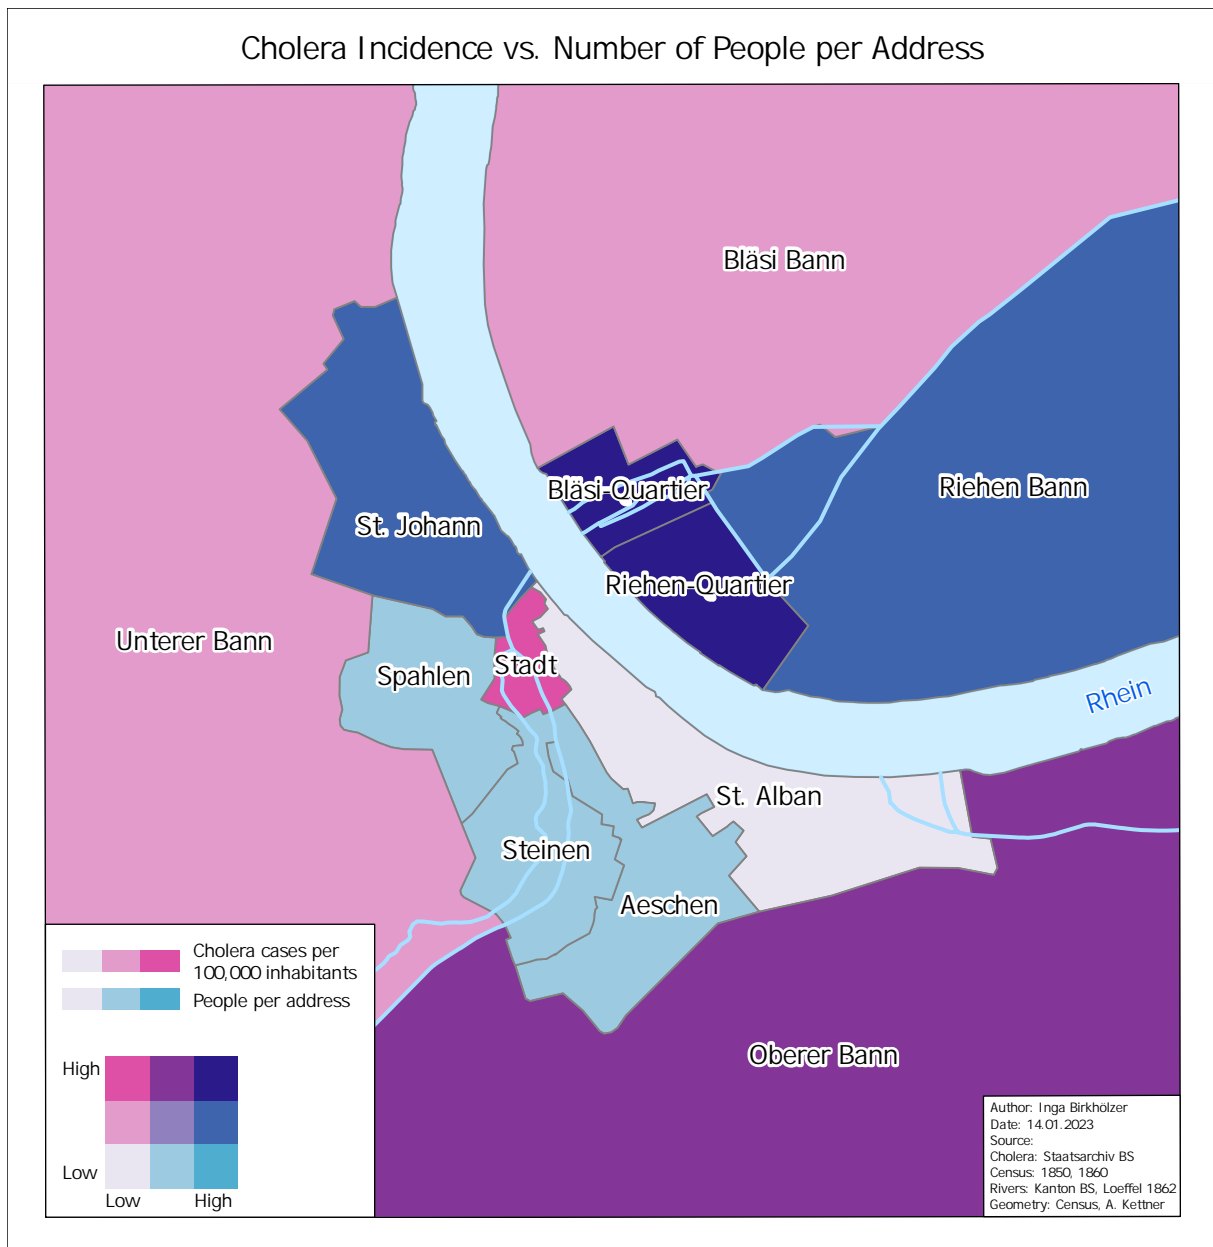 Cholera Incidence vs. Number of People per Address
Bläsi Bann
Riehen Bann
Bläsi-Quartier
St. Johann
Riehen-Quartier
Unterer Bann
Stadt
Spahlen
Rhein
St. Alban
Steinen
Aeschen
Oberer Bann
Cholera cases per
100,000 inhabitants
People per address
High
Low
Low
High
Author: Inga Birkhölzer
Date: 14.01.2023
Source:
Cholera: Staatsarchiv BS
Census: 1850, 1860
Rivers: Kanton BS, Loeffel 1862
Geometry: Census, A. Kettner